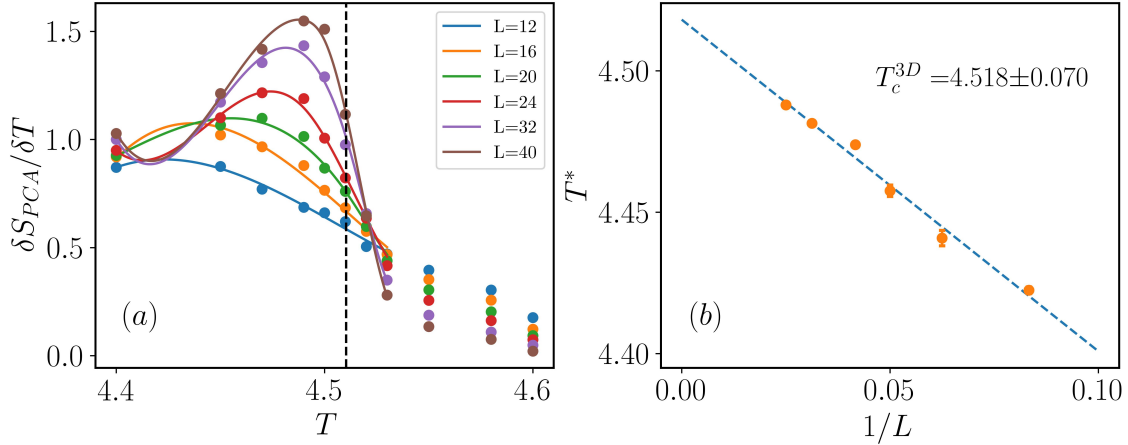 δS_{PCA}/δT
1.5
1.0
0.5
0.0
4.4
4.5
4.6
T
(a)
L=12
L=16
L=20
L=24
L=32
L=40
T*
4.50
4.45
4.40
0.00
0.05
0.10
1/L
(b)
T_c^{3D} =4.518±0.070